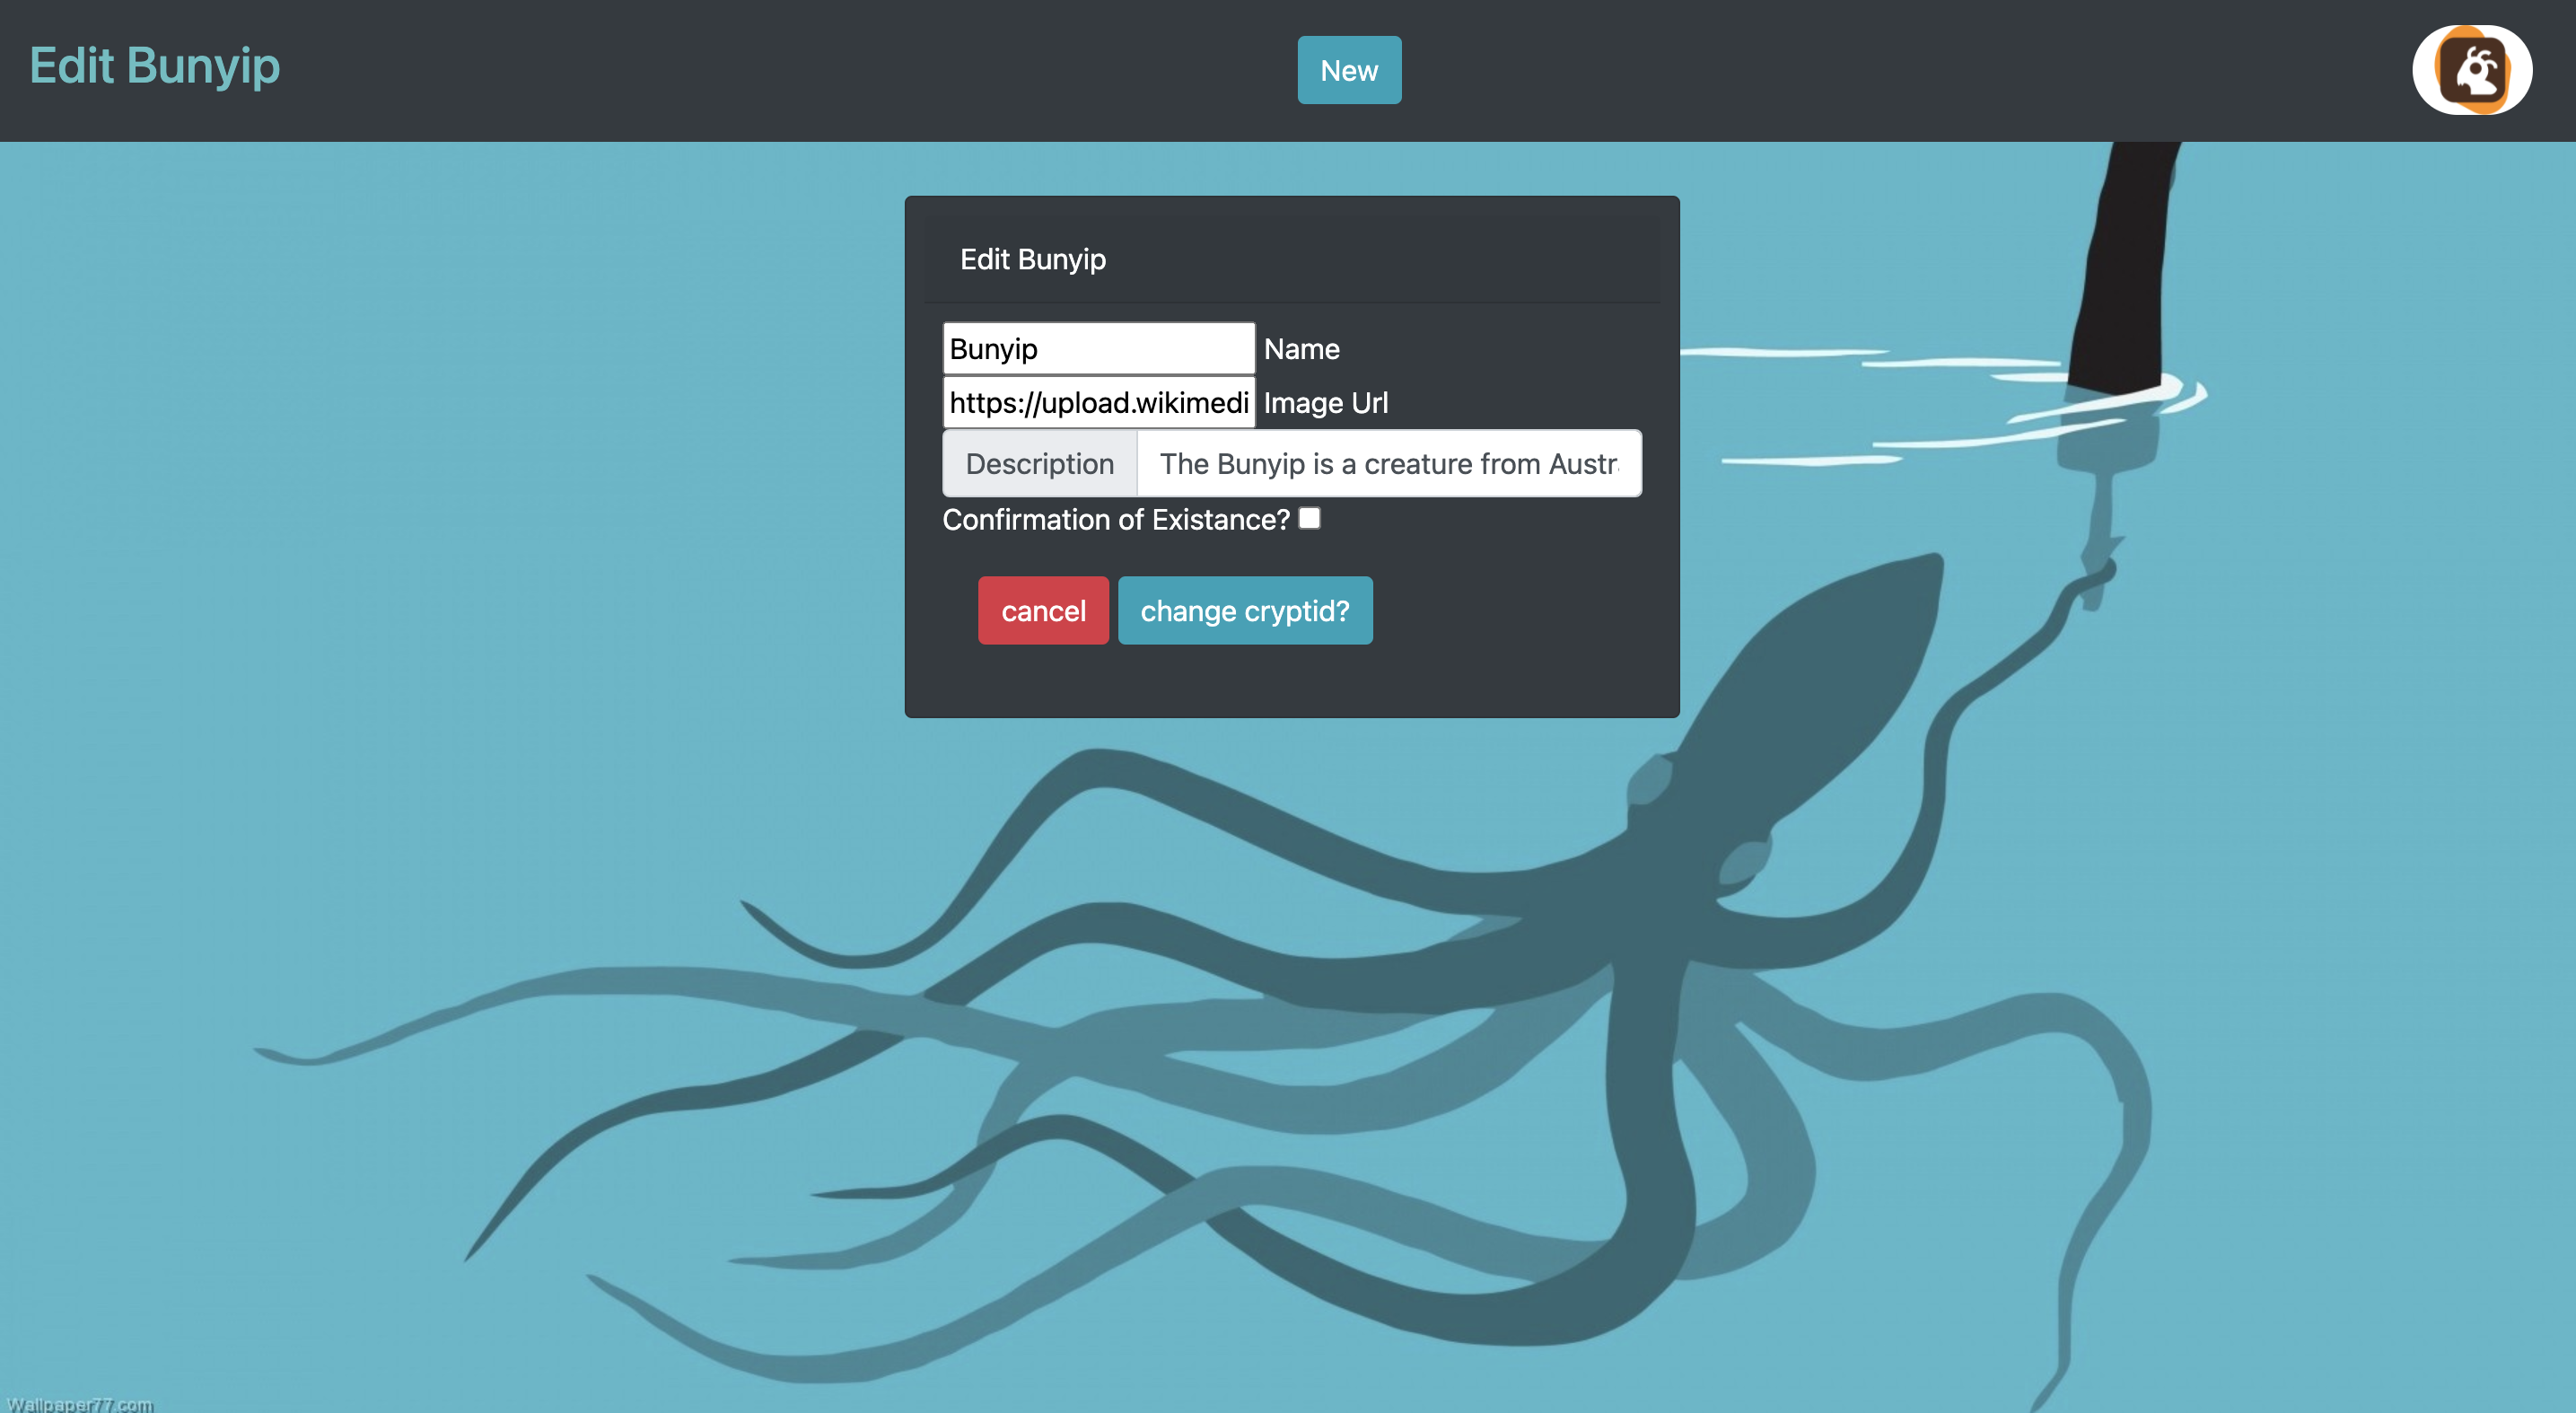 Edit Bunyip
New
Edit Bunyip
Bunyip Name
https://upload.wikimedi Image Url
Description The Bunyip is a creature from Austr
Confirmation of Existance?
cancel change cryptid?
Wallpaper77.com